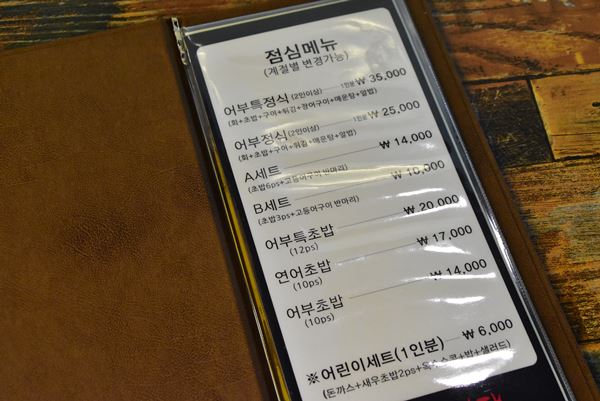 점심메뉴
(계절별 변경가능)
어부특정식 (2인이상) 1인분 ₩ 35,000
(회+초밥+구이+튀김+장어구이+매운탕+알밥)
어부정식 (2인이상) 1인분 ₩ 25,000
(회+초밥+구이+튀김+매운탕+알밥)
A세트 ₩ 14,000
(초밥6ps+고등어구이 반마리)
B세트 ₩ 10,000
(초밥3ps+고등어구이 반마리)
어부특초밥 ₩ 20,000
(12ps)
연어초밥 ₩ 17,000
(10ps)
어부초밥 ₩ 14,000
(10ps)
※어린이세트(1인분) ₩ 6,000
(돈까스+새우초밥2ps+옥수수콘+밥+샐러드)